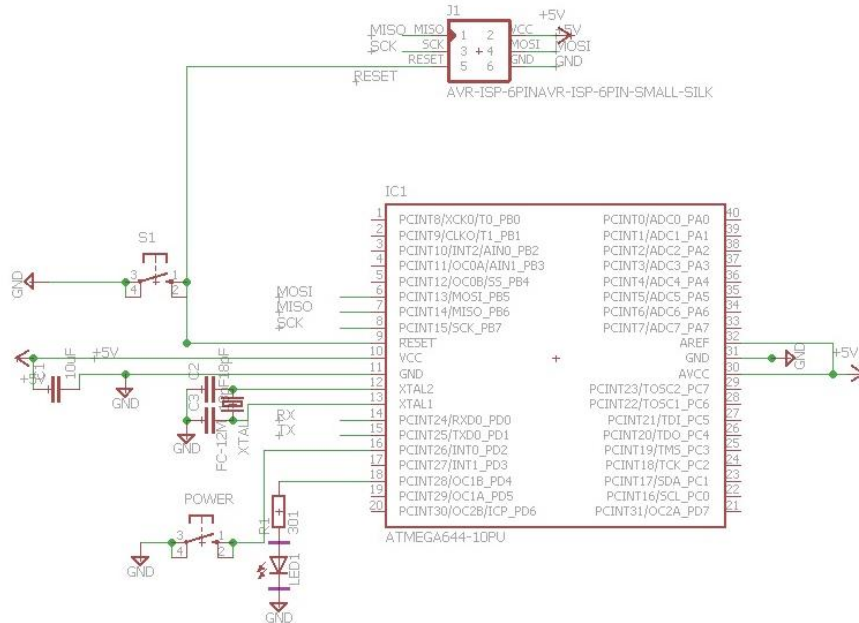 J1
+5V
MISO MISO 1 2 VCC +5V
SCK SCK 3 4 MOSI MOSI
RESET 5 6 GND GND
RESET
AVR-ISP-6PINAVR-ISP-6PIN-SMALL-SILK
IC1
1 PCINT8/XCK0/T0_PB0 PCINT0/ADC0_PA0 40
2 PCINT9/CLKO/T1_PB1 PCINT1/ADC1_PA1 39
3 PCINT10/INT2/AIN0_PB2 PCINT2/ADC2_PA2 38
4 PCINT11/OC0A/AIN1_PB3 PCINT3/ADC3_PA3 37
5 PCINT12/OC0B/SS_PB4 PCINT4/ADC4_PA4 36
MOSI 6 PCINT13/MOSI_PB5 PCINT5/ADC5_PA5 35
MISO 7 PCINT14/MISO_PB6 PCINT6/ADC6_PA6 34
SCK 8 PCINT15/SCK_PB7 PCINT7/ADC7_PA7 33
9 RESET AREF 32
10 VCC GND 31
11 GND AVCC 30
12 XTAL2 PCINT23/TOSC2_PC7 29
13 XTAL1 PCINT22/TOSC1_PC6 28
RX 14 PCINT24/RXD0_PD0 PCINT21/TDI_PC5 27
TX 15 PCINT25/TXD0_PD1 PCINT20/TDO_PC4 26
16 PCINT26/INT0_PD2 PCINT19/TMS_PC3 25
17 PCINT27/INT1_PD3 PCINT18/TCK_PC2 24
18 PCINT28/OC1B_PD4 PCINT17/SDA_PC1 23
19 PCINT29/OC1A_PD5 PCINT16/SCL_PC0 22
20 PCINT30/OC2B/ICP_PD6 PCINT31/OC2A_PD7 21
ATMEGA644-10PU
S1
GND
3 1
4 2
+5V
+5V
C1
10uF
GND
C2
18pF
C3
GND
FC-12M
XTAL
GND
+5V
POWER
3 1
4 2
GND
R1
301
LED1
GND